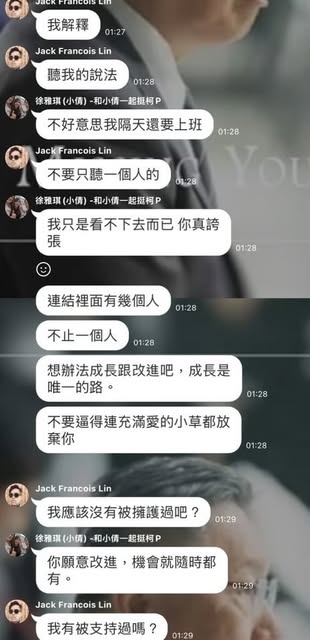 Jack Francois Lin
我解釋
01:27
Jack Francois Lin
聽我的說法
01:28
徐雅琪 (小倩) -和小倩一起挺柯P
不好意思我隔天還要上班
01:28
Jack Francois Lin
不要只聽一個人的
01:28
徐雅琪 (小倩) -和小倩一起挺柯P
我只是看不下去而已 你真誇
張
01:28
連結裡面有幾個人
01:28
不止一個人
01:28
想辦法成長跟改進吧，成長是
唯一的路。
01:28
不要逼得連充滿愛的小草都放
棄你
01:28
Jack Francois Lin
我應該沒有被擁護過吧？
01:29
徐雅琪 (小倩) -和小倩一起挺柯P
你願意改進，機會就隨時都
有。
01:29
Jack Francois Lin
我有被支持過嗎？
01:29